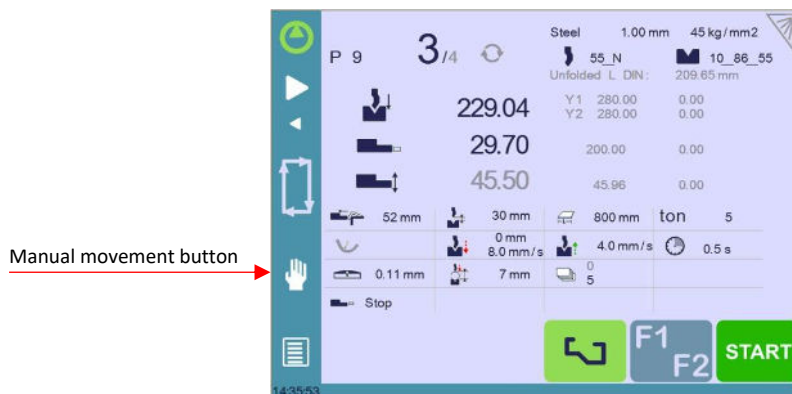 P 9
3/4
Steel 1.00 mm 45 kg/mm2
55_N 10_86_55
Unfolded L DIN: 209.65 mm
229.04
Y1 280.00 0.00
Y2 280.00 0.00
29.70 200.00 0.00
45.50 45.96 0.00
52 mm 30 mm 800 mm ton 5
0 mm
8.0 mm/s 4.0 mm/s 0.5 s
Manual movement button
0.11 mm 7 mm 0
5
Stop
F1
F2
START
14:35:53